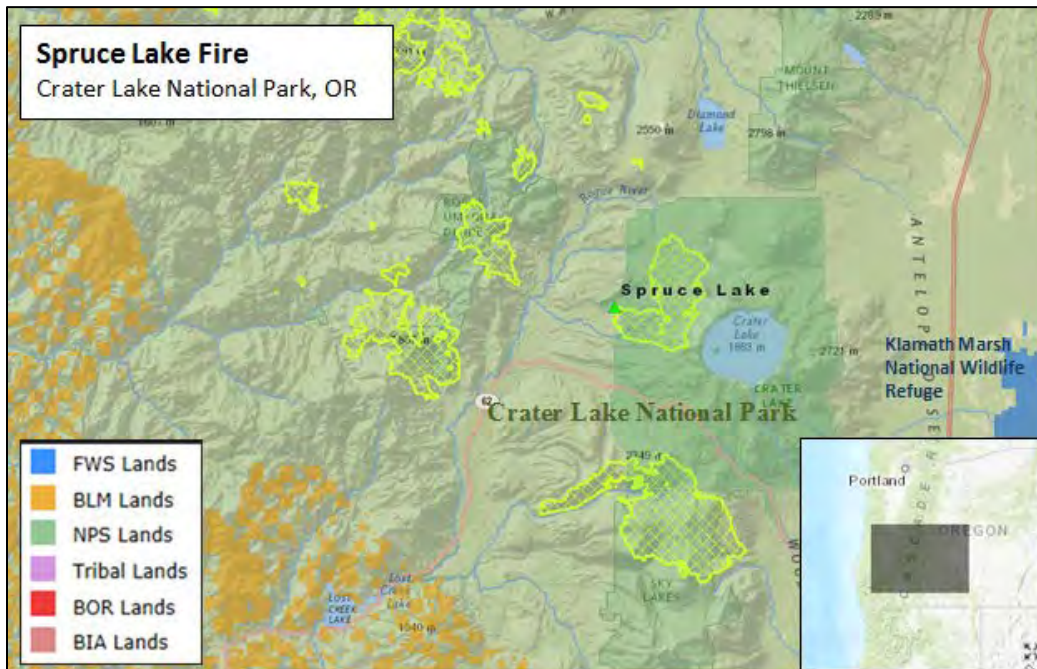 Spruce Lake Fire
Crater Lake National Park, OR
2289 m
MOUNT
THIELSEN
Diamond
Lake
2550 m
2798 m
Rogue River
Spruce Lake
Crater
Lake
1883 m
2721 m
Klamath Marsh
National Wildlife
Refuge
CRATER
LAKE
62
Crater Lake National Park
SKY
LAKES
Lost
Creek
Lake
LOST
CREEK
LAKE
1040 m
FWS Lands
BLM Lands
NPS Lands
Tribal Lands
BOR Lands
BIA Lands
Portland
OREGON